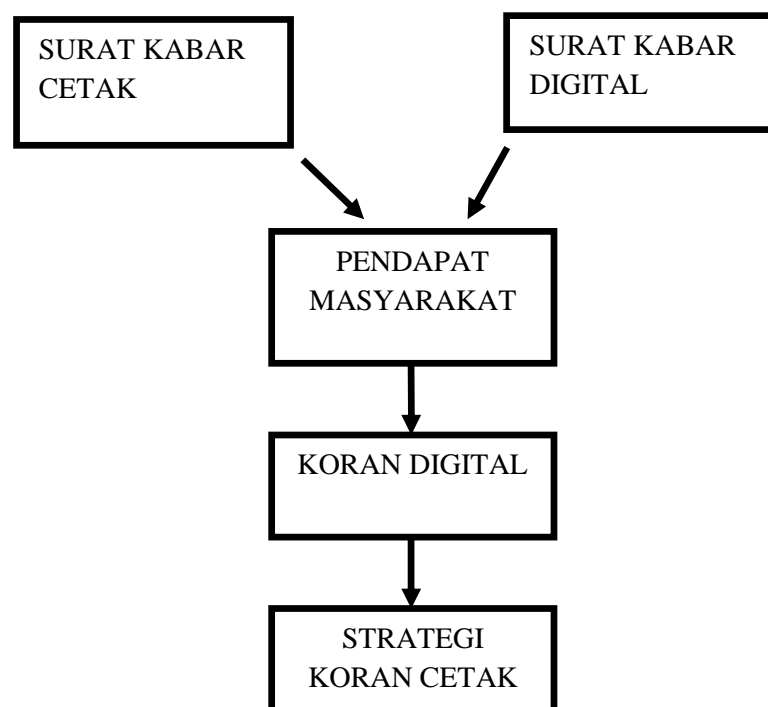 SURAT KABAR
CETAK
SURAT KABAR
DIGITAL
PENDAPAT
MASYARAKAT
KORAN DIGITAL
STRATEGI
KORAN CETAK